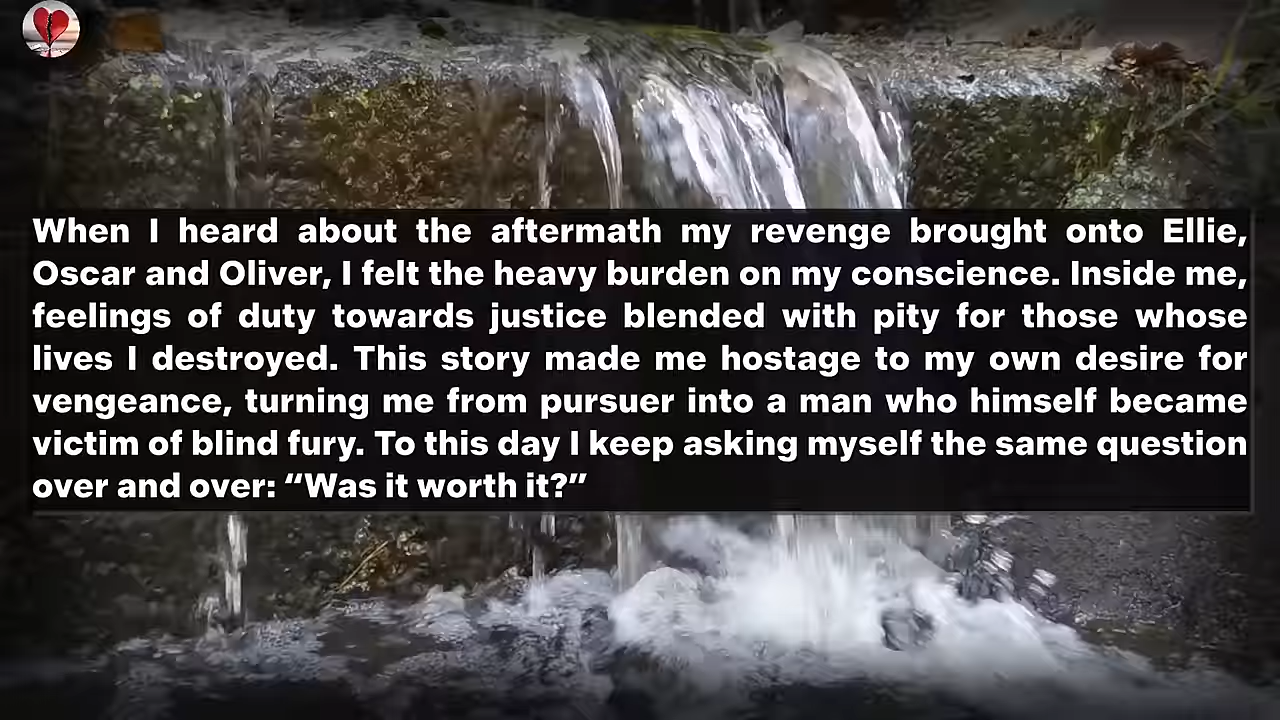 When I heard about the aftermath my revenge brought onto Ellie,
Oscar and Oliver, I felt the heavy burden on my conscience. Inside me,
feelings of duty towards justice blended with pity for those whose
lives I destroyed. This story made me hostage to my own desire for
vengeance, turning me from pursuer into a man who himself became
victim of blind fury. To this day I keep asking myself the same question
over and over: “Was it worth it?”